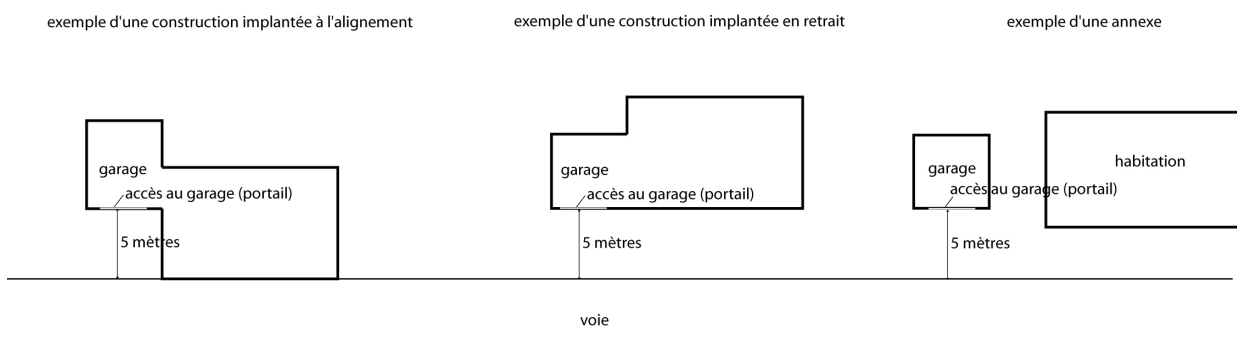 exemple d'une construction implantée à l'alignement
exemple d'une construction implantée en retrait
exemple d'une annexe
garage
accès au garage (portail)
5 mètres
garage
accès au garage (portail)
5 mètres
garage
accès au garage (portail)
5 mètres
habitation
voie